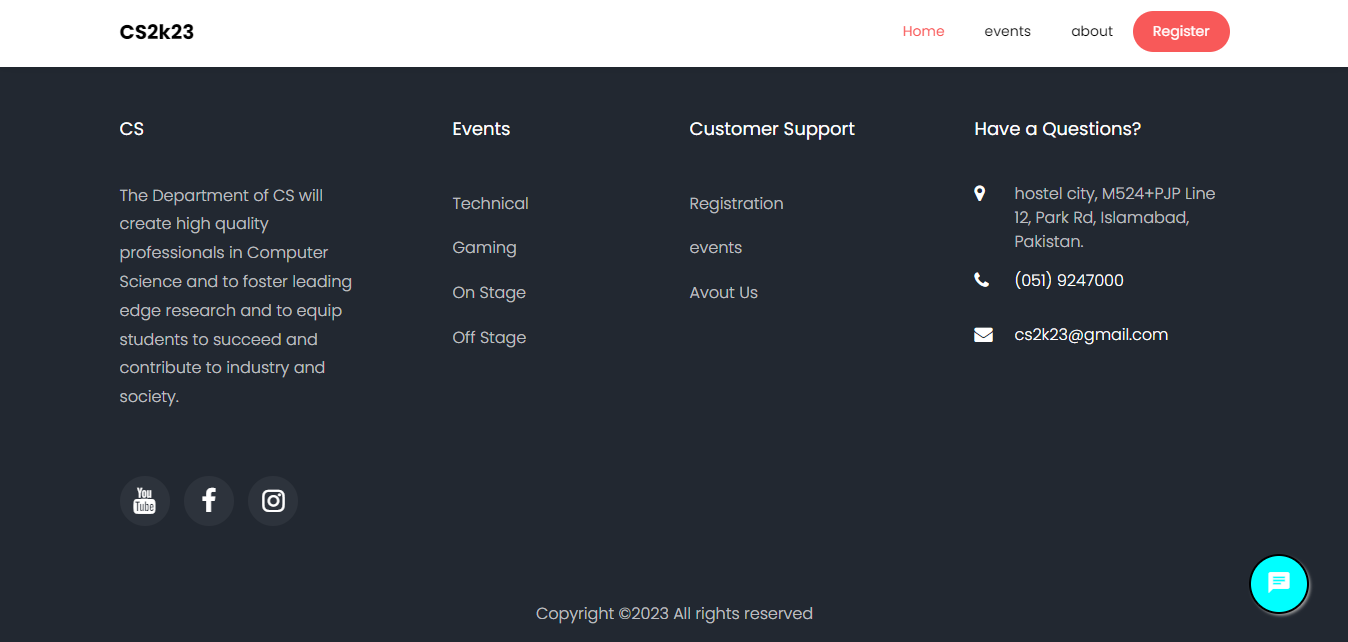 CS2k23
Home
events
about
Register
CS
The Department of CS will
create high quality
professionals in Computer
Science and to foster leading
edge research and to equip
students to succeed and
contribute to industry and
society.
Events
Technical
Gaming
On Stage
Off Stage
Customer Support
Registration
events
Avout Us
Have a Questions?
hostel city, M524+PJP Line
12, Park Rd, Islamabad,
Pakistan.
(051) 9247000
cs2k23@gmail.com
You
Tube
Copyright ©2023 All rights reserved